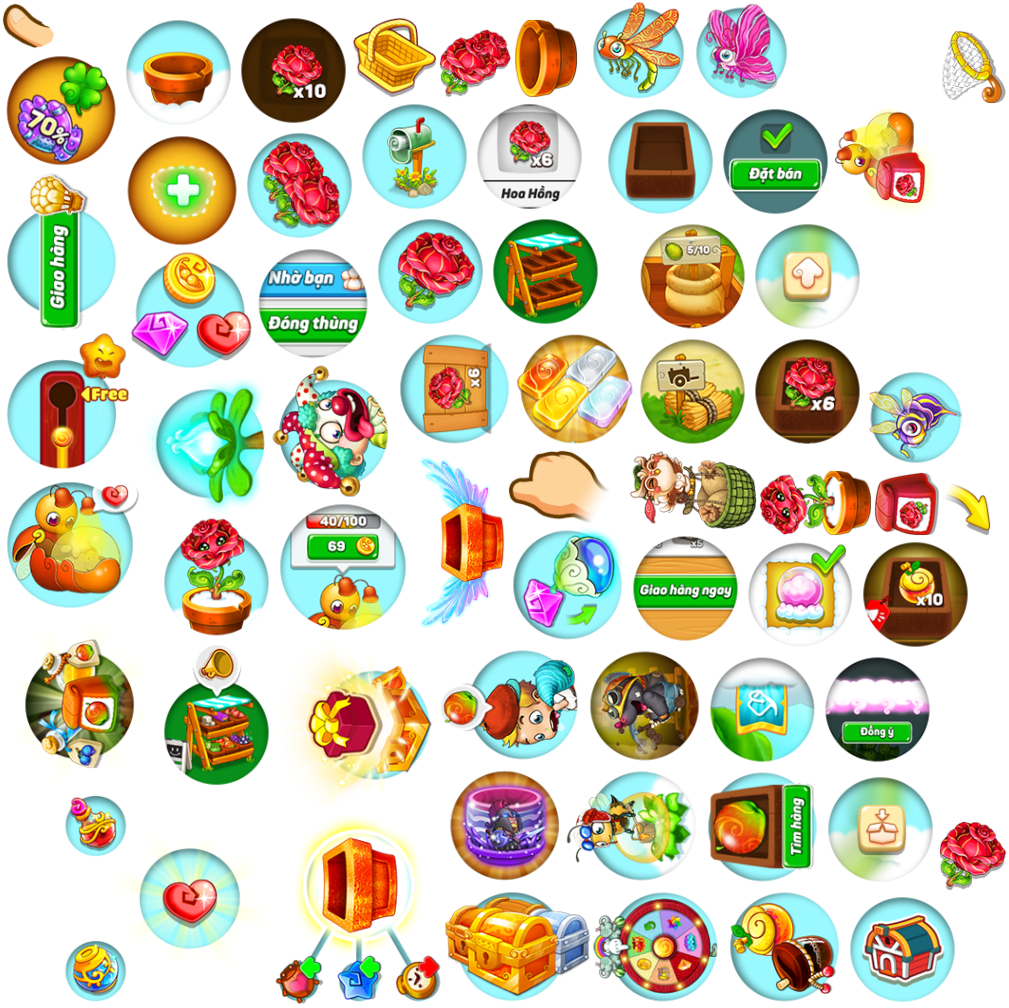 x10
70%
x6
Hoa Hồng
Đặt bán
Giao hàng
Nhờ bạn
Đóng thùng
5/10
Free
x6
x6
40/100
69
x5
Giao hàng ngay
x10
Đồng ý
Tìm hàng